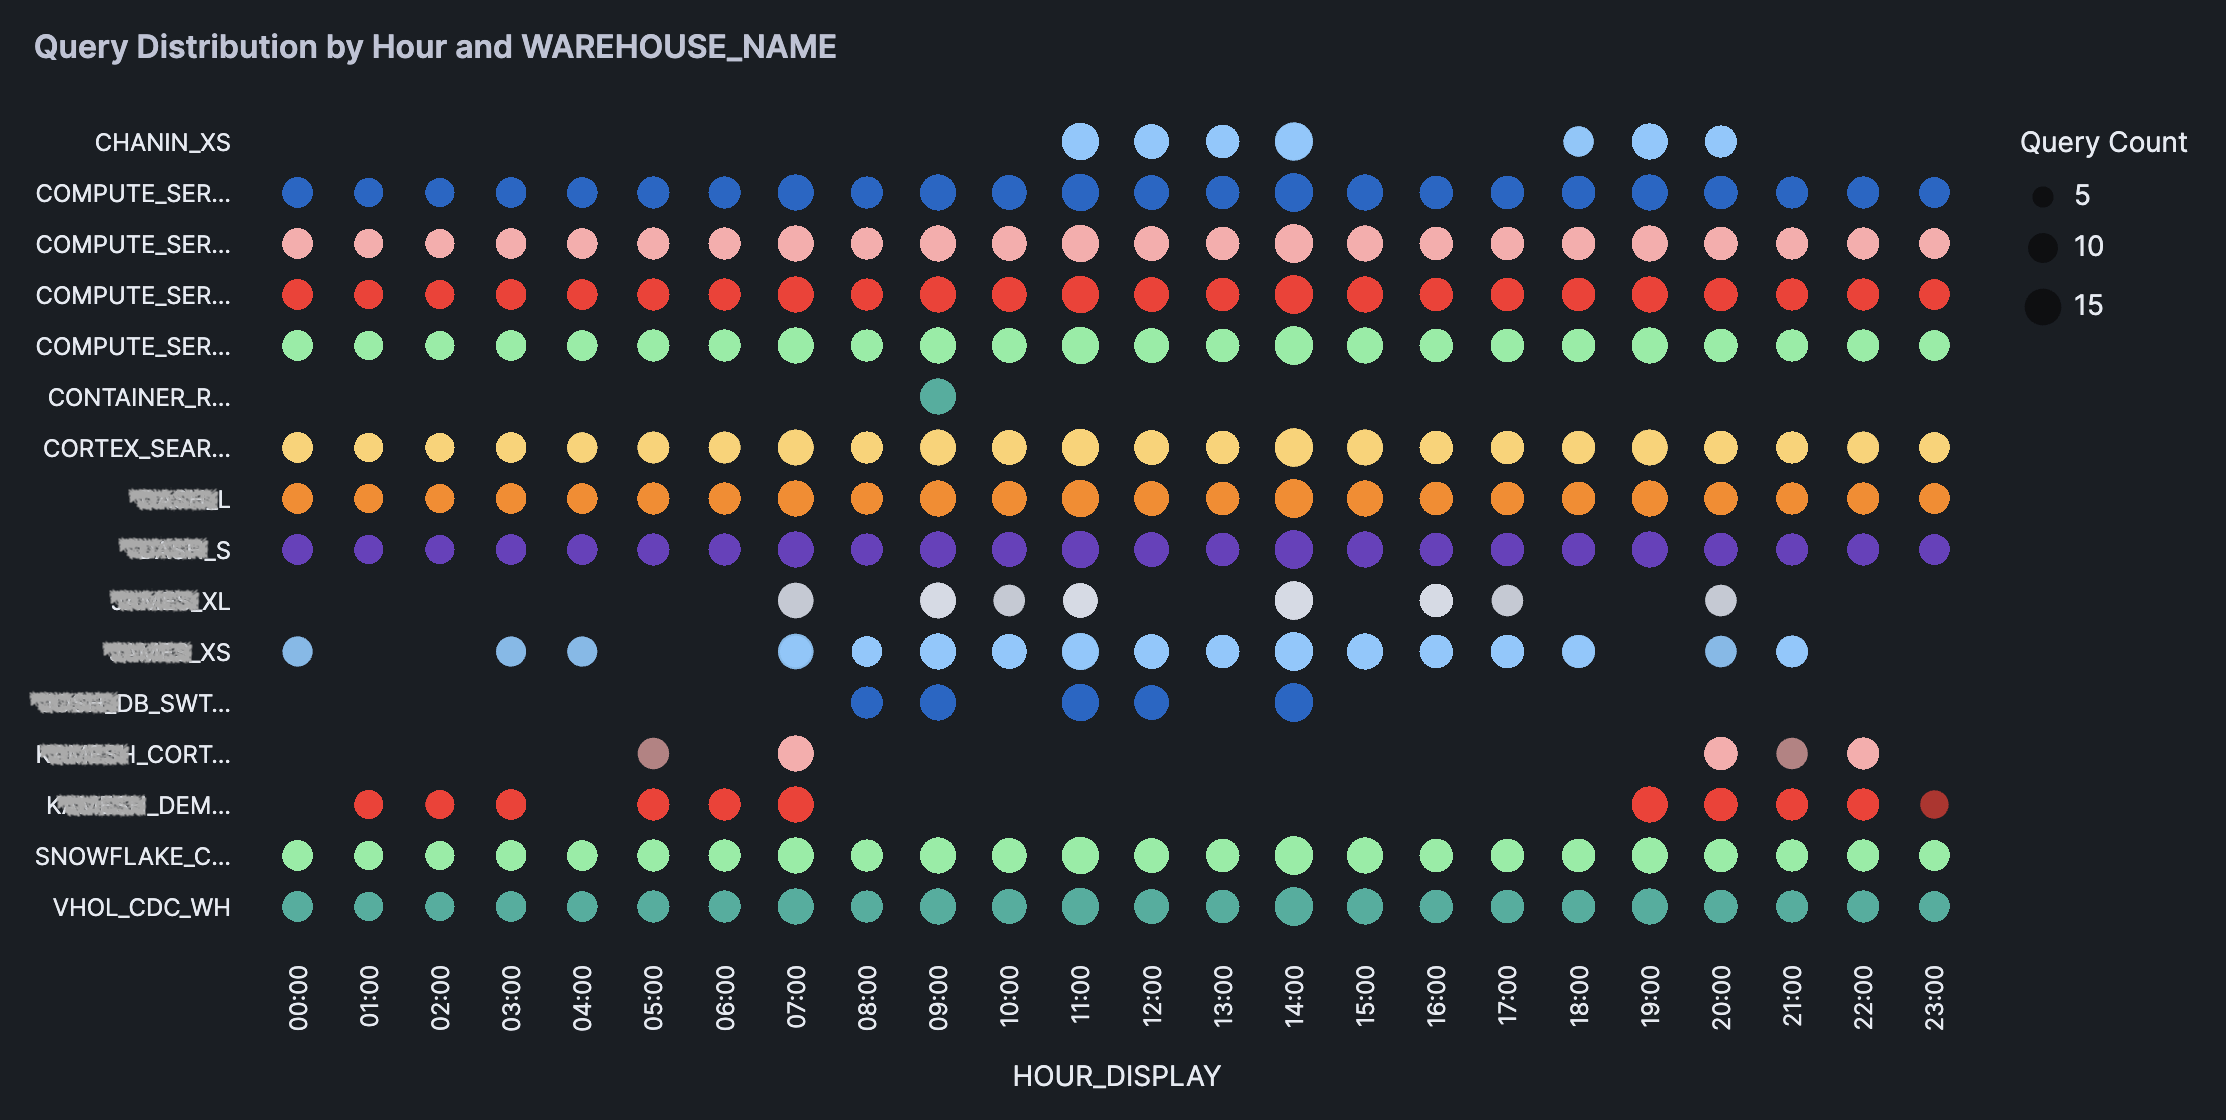 Query Distribution by Hour and WAREHOUSE_NAME
CHANIN_XS
COMPUTE_SER...
COMPUTE_SER...
COMPUTE_SER...
COMPUTE_SER...
CONTAINER_R...
CORTEX_SEAR...
_L
_S
_XL
_XS
_DB_SWT...
_CORT...
_DEM...
SNOWFLAKE_C...
VHOL_CDC_WH
Query Count
5
10
15
00:00
01:00
02:00
03:00
04:00
05:00
06:00
07:00
08:00
09:00
10:00
11:00
12:00
13:00
14:00
15:00
16:00
17:00
18:00
19:00
20:00
21:00
22:00
23:00
HOUR_DISPLAY